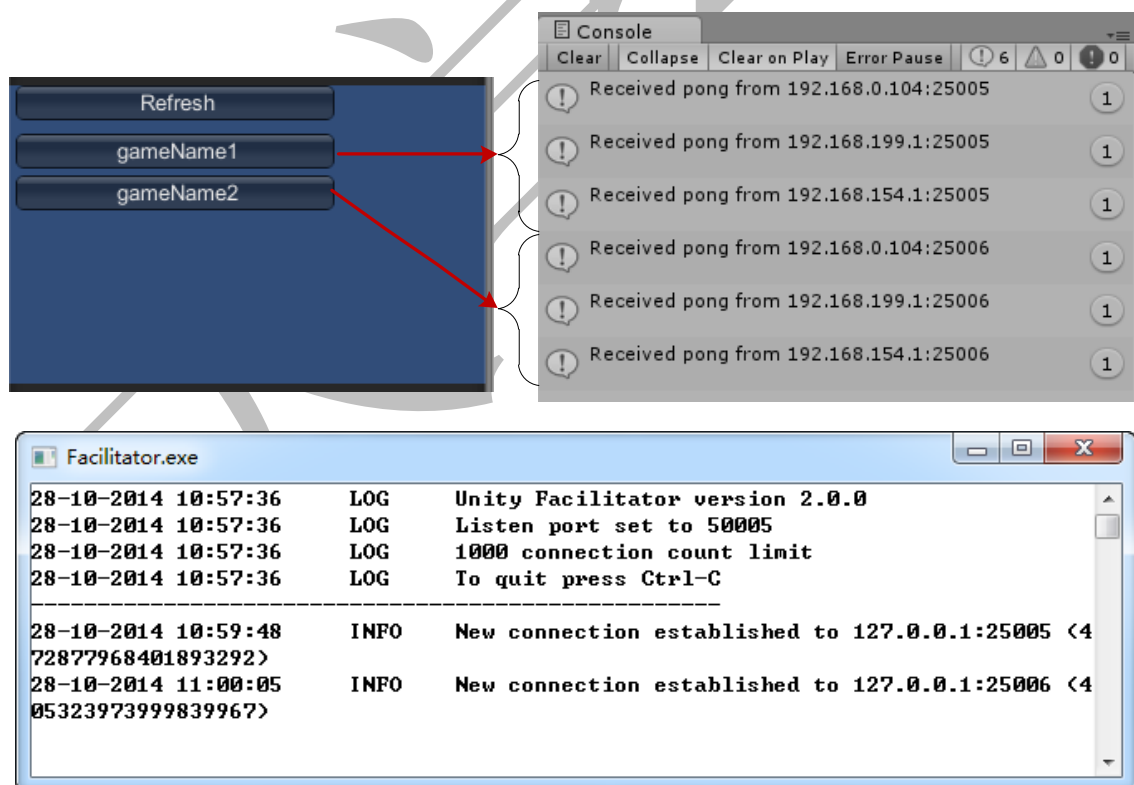 Refresh
gameName1
gameName2
Console
Clear Collapse Clear on Play Error Pause 6 0 0
Received pong from 192.168.0.104:25005 1
Received pong from 192.168.199.1:25005 1
Received pong from 192.168.154.1:25005 1
Received pong from 192.168.0.104:25006 1
Received pong from 192.168.199.1:25006 1
Received pong from 192.168.154.1:25006 1
Facilitator.exe
28-10-2014 10:57:36 LOG Unity Facilitator version 2.0.0
28-10-2014 10:57:36 LOG Listen port set to 50005
28-10-2014 10:57:36 LOG 1000 connection count limit
28-10-2014 10:57:36 LOG To quit press Ctrl-C
------------------------------------------------------
28-10-2014 10:59:48 INFO New connection established to 127.0.0.1:25005 <4
72877968401893292>
28-10-2014 11:00:05 INFO New connection established to 127.0.0.1:25006 <4
05323973999839967>